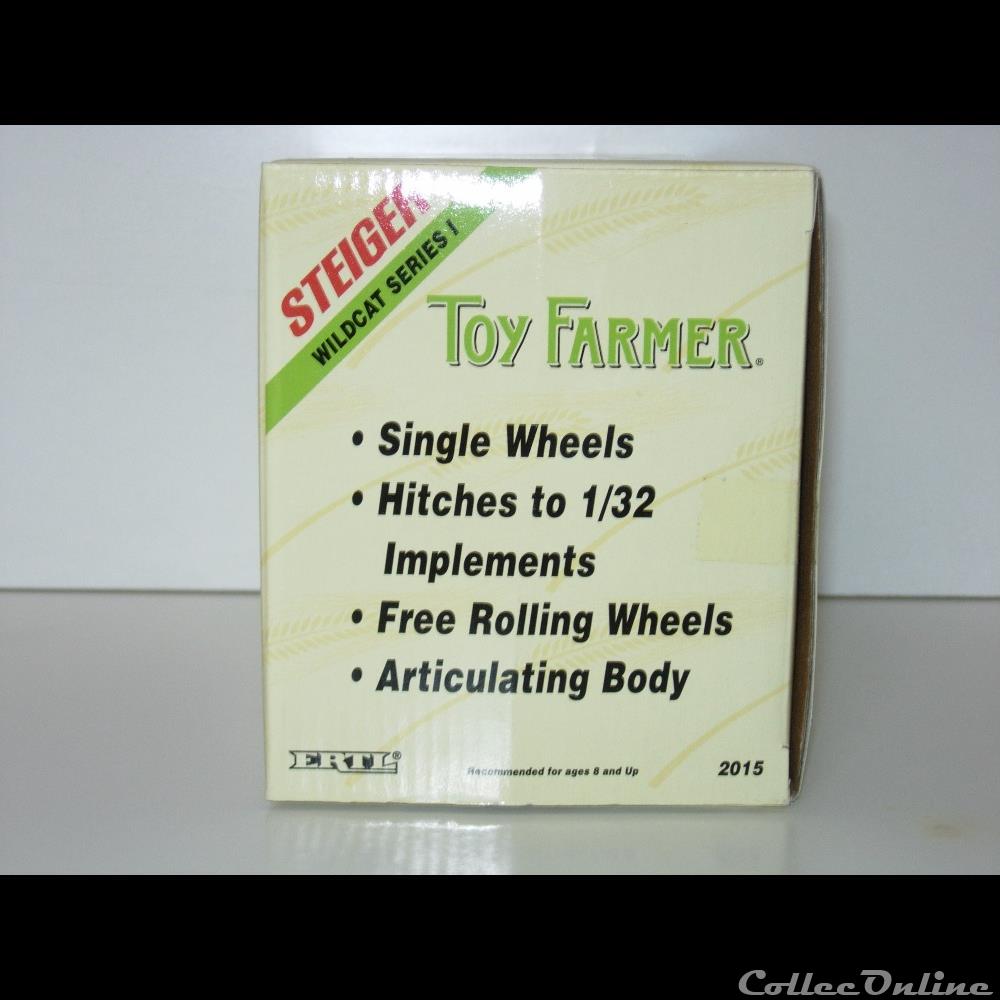 STEIGER
WILDCAT SERIES I
TOY FARMER®
• Single Wheels
• Hitches to 1/32
Implements
• Free Rolling Wheels
• Articulating Body
ERTL®
Recommended for ages 8 and Up
2015
CollecOnline